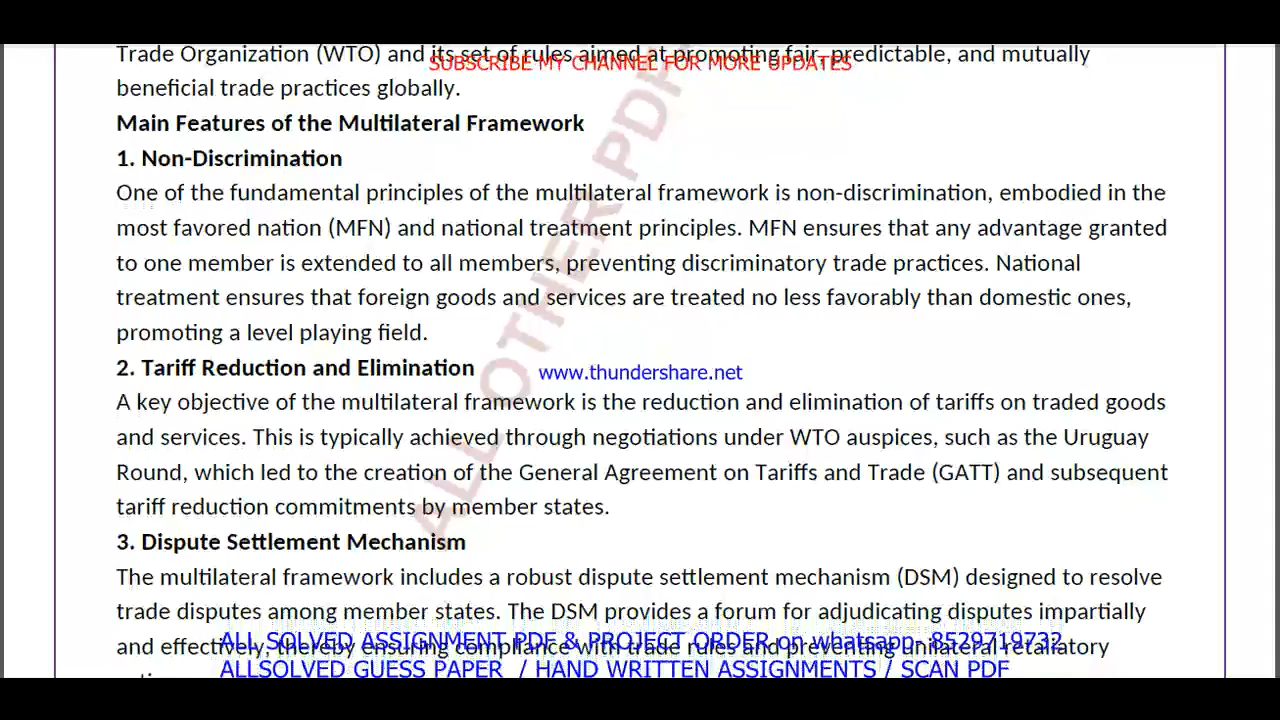 Trade Organization (WTO) and its set of rules aimed at promoting fair, predictable, and mutually
SUBSCRIBE MY CHANNEL FOR MORE UPDATES
beneficial trade practices globally.
Main Features of the Multilateral Framework
1. Non-Discrimination
One of the fundamental principles of the multilateral framework is non-discrimination, embodied in the
most favored nation (MFN) and national treatment principles. MFN ensures that any advantage granted
to one member is extended to all members, preventing discriminatory trade practices. National
treatment ensures that foreign goods and services are treated no less favorably than domestic ones,
promoting a level playing field.
2. Tariff Reduction and Elimination
www.thundershare.net
A key objective of the multilateral framework is the reduction and elimination of tariffs on traded goods
and services. This is typically achieved through negotiations under WTO auspices, such as the Uruguay
Round, which led to the creation of the General Agreement on Tariffs and Trade (GATT) and subsequent
tariff reduction commitments by member states.
3. Dispute Settlement Mechanism
The multilateral framework includes a robust dispute settlement mechanism (DSM) designed to resolve
trade disputes among member states. The DSM provides a forum for adjudicating disputes impartially
and effectively, thereby ensuring compliance with trade rules and preventing unilateral retaliatory
ALL SOLVED ASSIGNMENT PDF & PROJECT ORDER on whatsapp- 8529719732
ALLSOLVED GUESS PAPER / HAND WRITTEN ASSIGNMENTS / SCAN PDF
ALL OTHER PDF